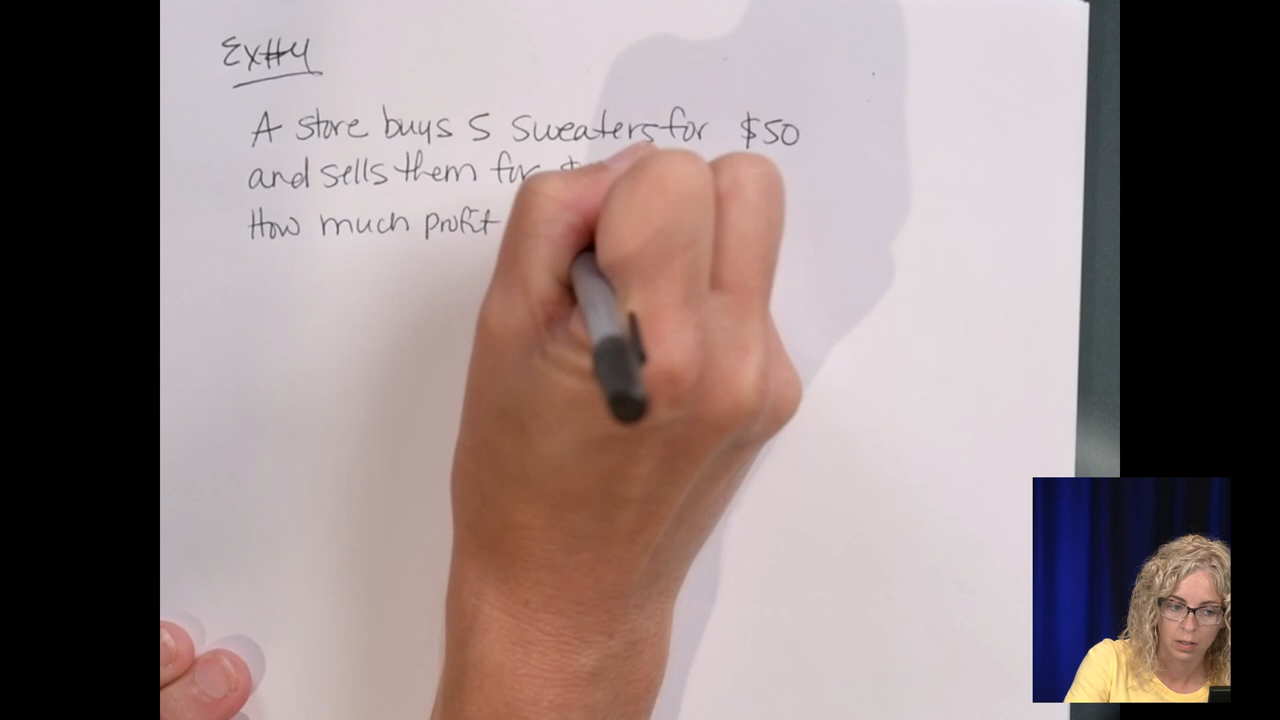 Ex#4
A store buys 5 sweaters for $50
and sells them for $
How much profit